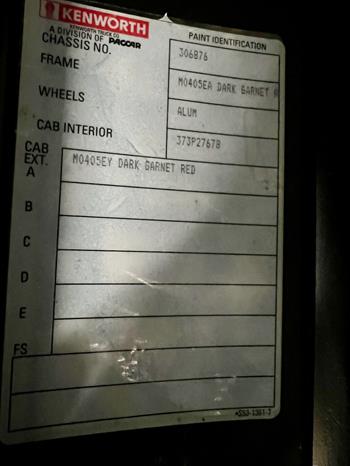 KENWORTH
KENWORTH TRUCK CO
A DIVISION OF PACCAR
PAINT IDENTIFICATION
CHASSIS NO. 306876
FRAME M0405EA DARK GARNET
WHEELS ALUM
CAB INTERIOR 373P27678
CAB
EXT.
A M0405EY DARK GARNET RED
B
C
D
E
FS